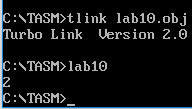 C:\TASM>tlink lab10.obj
Turbo Link  Version 2.0
C:\TASM>lab10
2
C:\TASM>_